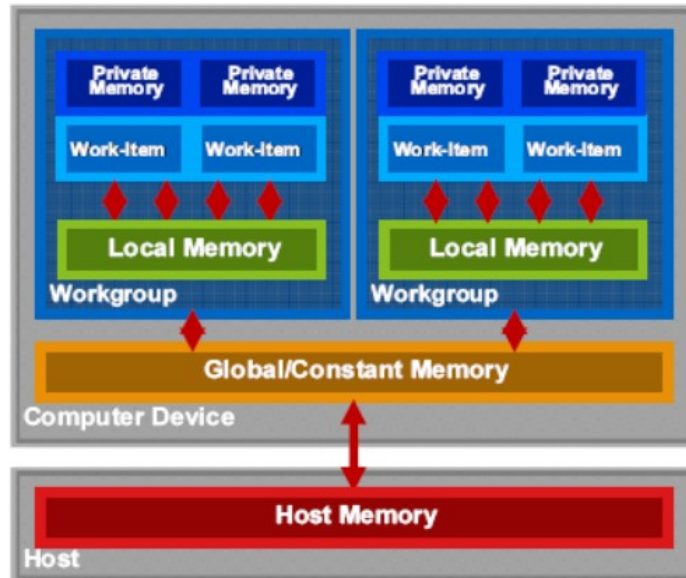 Private Memory
Private Memory
Private Memory
Private Memory
Work-Item
Work-Item
Work-Item
Work-Item
Local Memory
Local Memory
Workgroup
Workgroup
Global/Constant Memory
Computer Device
Host Memory
Host